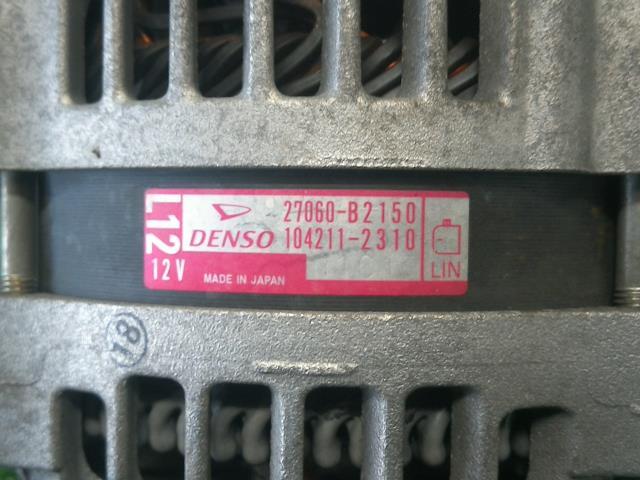 L12
27060-B2150
DENSO 104211-2310
12V
MADE IN JAPAN
LIN
18